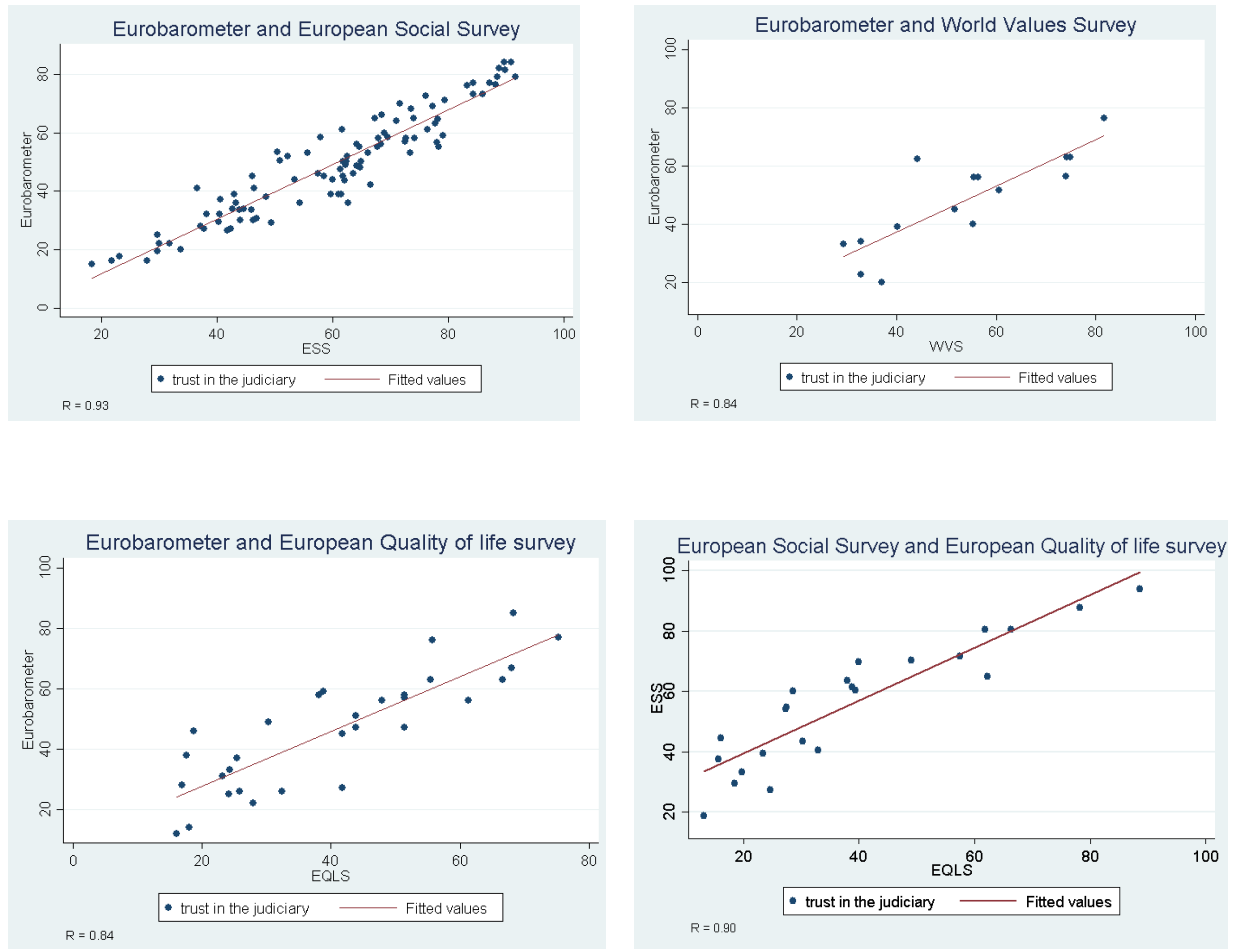 Eurobarometer and European Social Survey
Eurobarometer
0
20
40
60
80
20
40
60
80
100
ESS
trust in the judiciary
Fitted values
R = 0.93
Eurobarometer and World Values Survey
Eurobarometer
20
40
60
80
100
0
20
40
60
80
100
WVS
trust in the judiciary
Fitted values
R = 0.84
Eurobarometer and European Quality of life survey
Eurobarometer
20
40
60
80
100
0
20
40
60
80
EQLS
trust in the judiciary
Fitted values
R = 0.84
European Social Survey and European Quality of life survey
ESS
20
40
60
80
100
20
40
60
80
100
EQLS
trust in the judiciary
Fitted values
R = 0.90